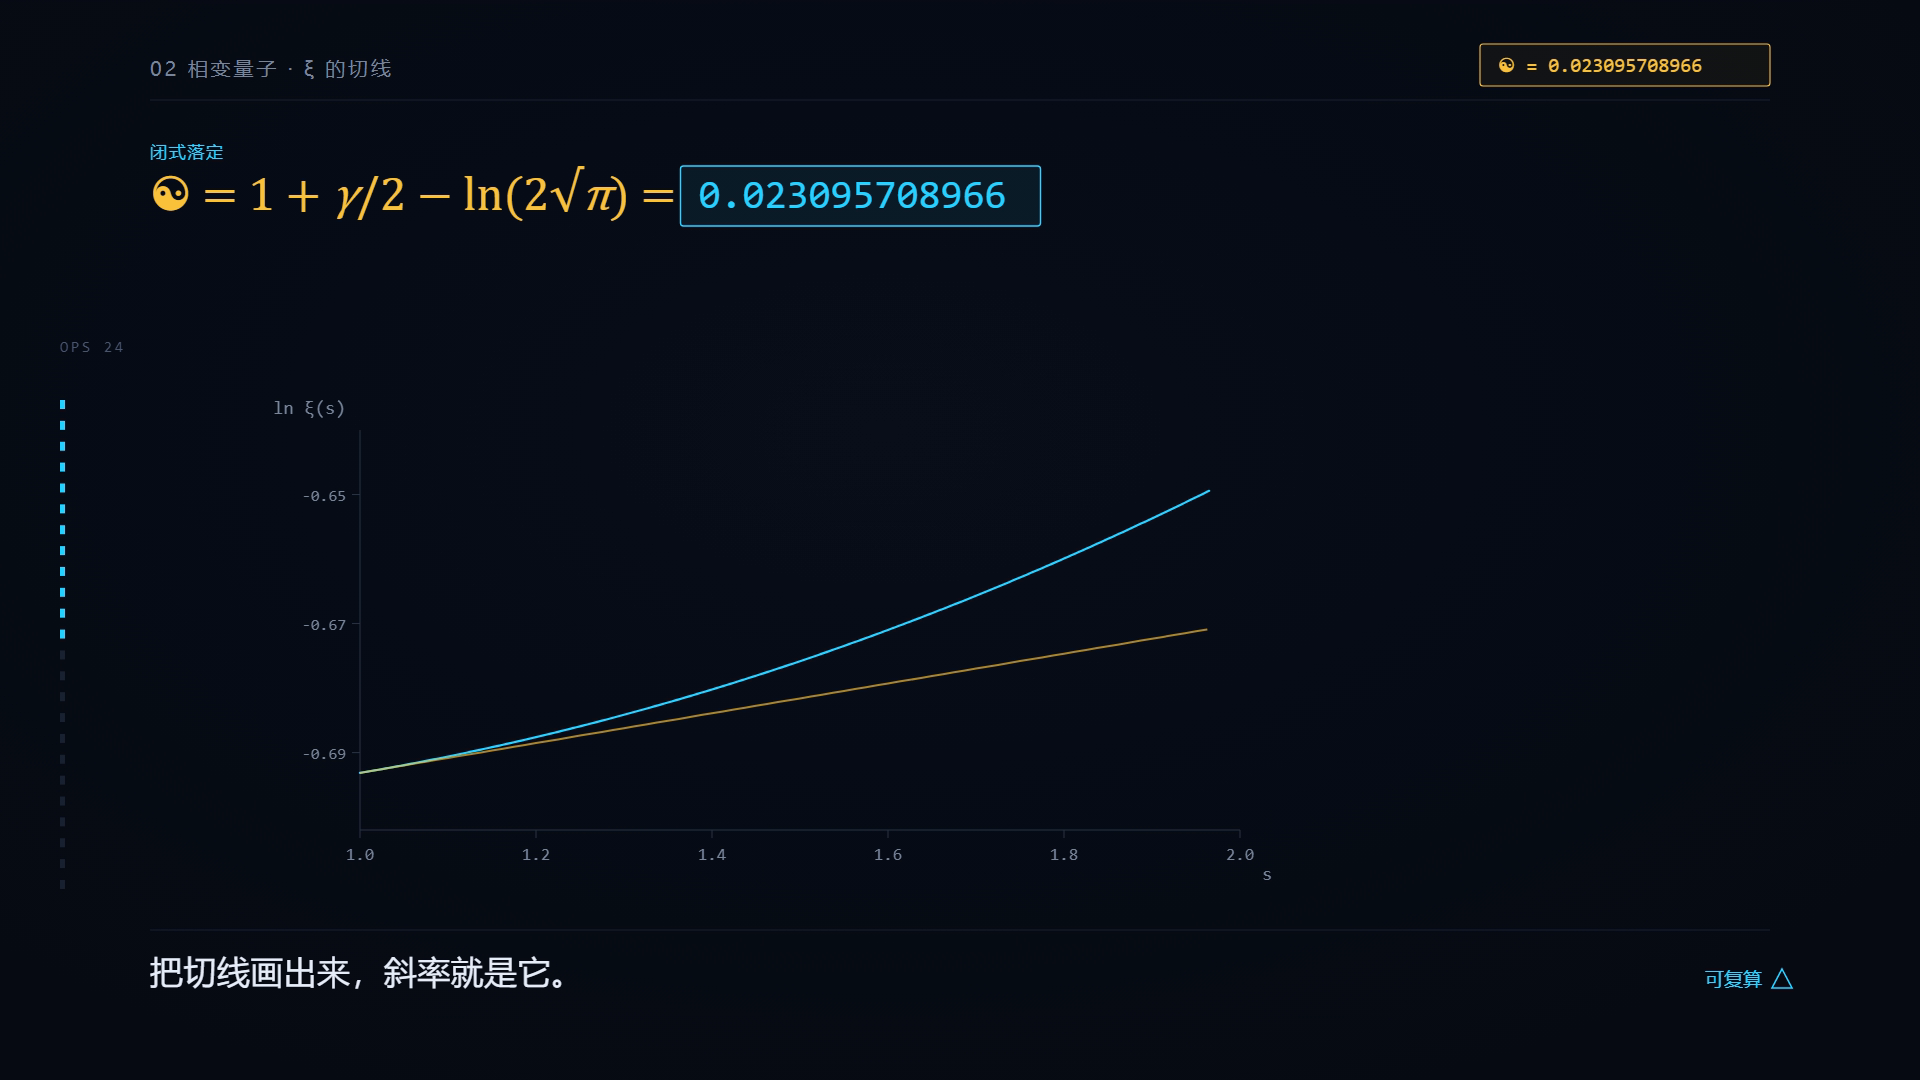 02 相变量子 · ξ 的切线
☯ = 0.023095708966
闭式落定
☯ = 1 + γ/2 − ln(2√π) = 0.023095708966
OPS 24
ln ξ(s)
-0.65
-0.67
-0.69
1.0 1.2 1.4 1.6 1.8 2.0
s
把切线画出来，斜率就是它。
可复算 △